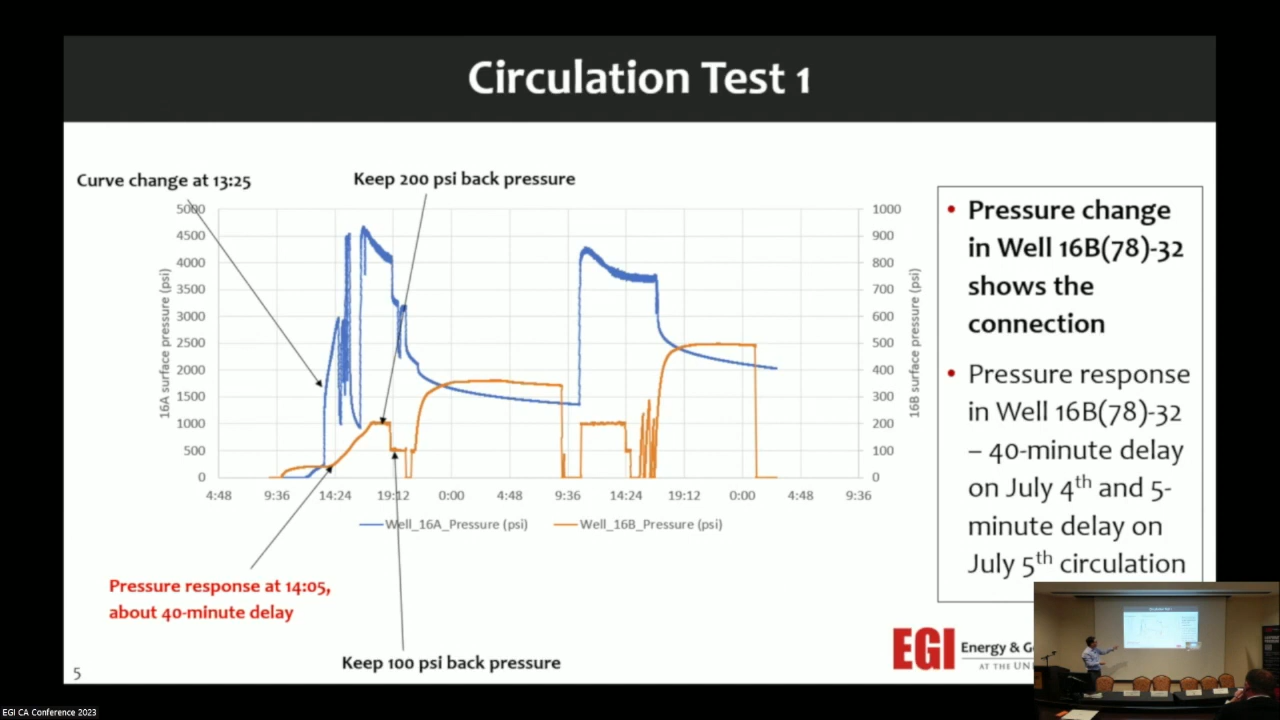 Circulation Test 1
Curve change at 13:25
Keep 200 psi back pressure
5000
4500
4000
3500
3000
2500
2000
1500
1000
500
0
16A surface pressure (psi)
1000
900
800
700
600
500
400
300
200
100
0
16B surface pressure (psi)
4:48
9:36
14:24
19:12
0:00
4:48
9:36
14:24
19:12
0:00
4:48
9:36
Well_16A_Pressure (psi)
Well_16B_Pressure (psi)
Pressure response at 14:05,
about 40-minute delay
Keep 100 psi back pressure
• Pressure change
in Well 16B(78)-32
shows the
connection
• Pressure response
in Well 16B(78)-32
– 40-minute delay
on July 4th and 5-
minute delay on
July 5th circulation
EGI
Energy &
AT THE
5
EGI CA Conference 2023